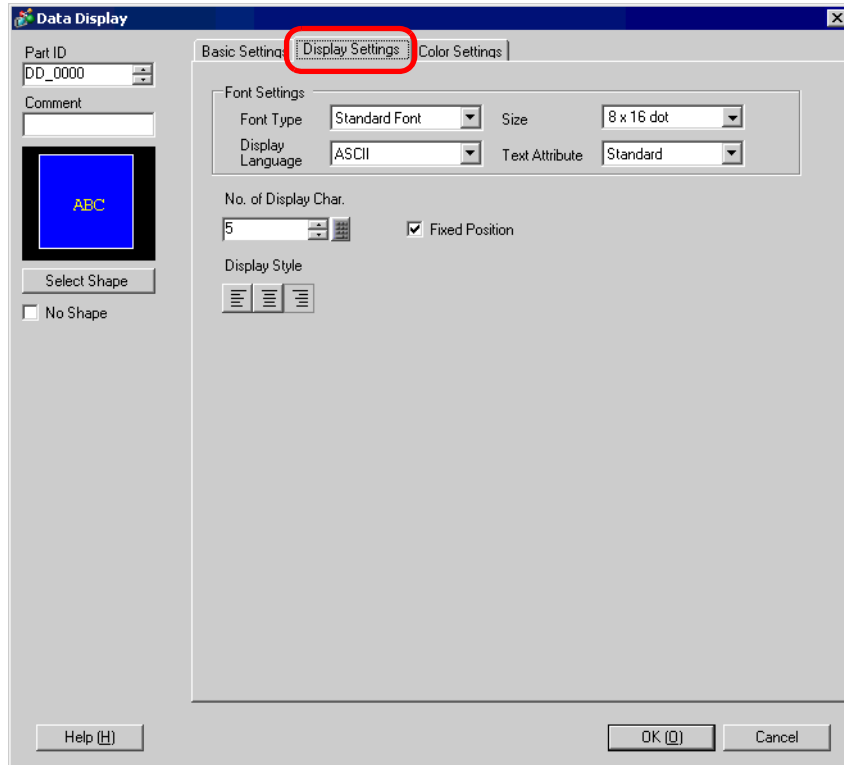 Data Display
Part ID
DD_0000
Comment
ABC
Select Shape
No Shape
Basic Settings Display Settings Color Settings
Font Settings
Font Type Standard Font Size 8 x 16 dot
Display
Language ASCII Text Attribute Standard
No. of Display Char.
5 Fixed Position
Display Style
Help (H) OK (O) Cancel